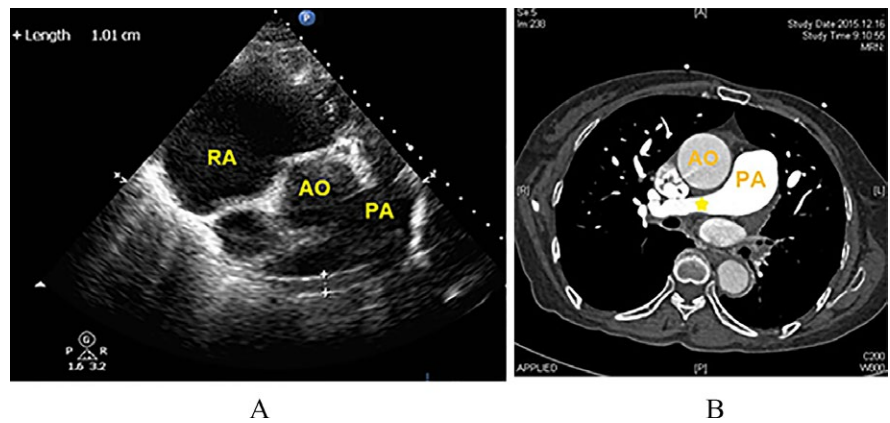 + Length 1.01 cm
P
RA
AO
PA
G
P R
1.6 3.2
A
Se:5
Im:238
[A]
Study Date:2015.12.16
Study Time:9:10:55
MRN:
AO
PA
[R]
[L]
APPLIED
[P]
C200
W800
B